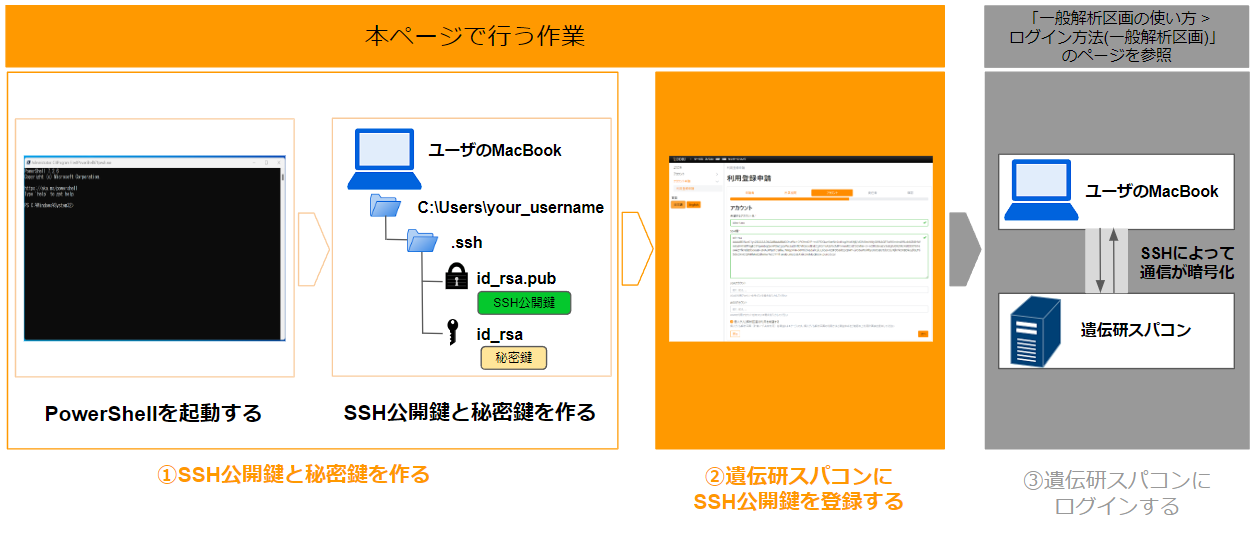 本ページで行う作業
「一般解析区画の使い方 >
ログイン方法(一般解析区画)」
のページを参照
PowerShell 7.2.6
Copyright (c) Microsoft Corporation.
https://aka.ms/powershell
Type 'help' to get help.
PS C:\Windows\System32>
PowerShellを起動する
ユーザのMacBook
C:\Users\your_username
.ssh
id_rsa.pub
SSH公開鍵
id_rsa
秘密鍵
SSH公開鍵と秘密鍵を作る
①SSH公開鍵と秘密鍵を作る
利用登録申請
アカウント
②遺伝研スパコンに
SSH公開鍵を登録する
ユーザのMacBook
SSHによって
通信が暗号化
遺伝研スパコン
③遺伝研スパコンに
ログインする